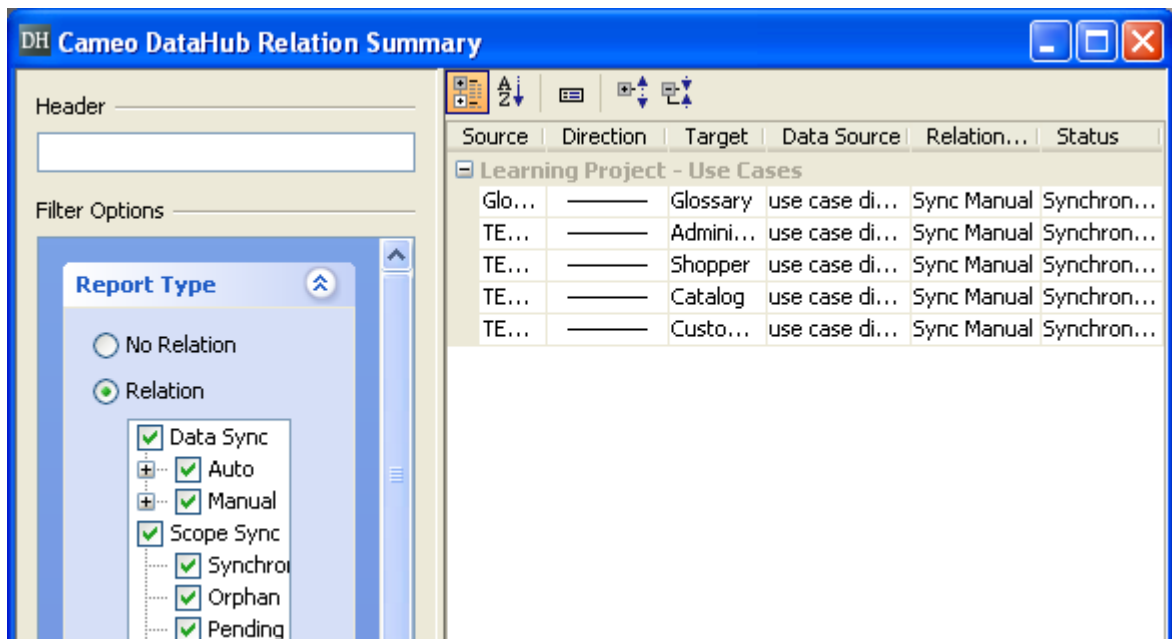 DH Cameo DataHub Relation Summary
Header
Filter Options
Report Type
No Relation
Relation
Data Sync
Auto
Manual
Scope Sync
Synchro
Orphan
Pending
Source Direction Target Data Source Relation... Status
Learning Project - Use Cases
Glo... Glossary use case di... Sync Manual Synchron...
TE... Admini... use case di... Sync Manual Synchron...
TE... Shopper use case di... Sync Manual Synchron...
TE... Catalog use case di... Sync Manual Synchron...
TE... Custo... use case di... Sync Manual Synchron...